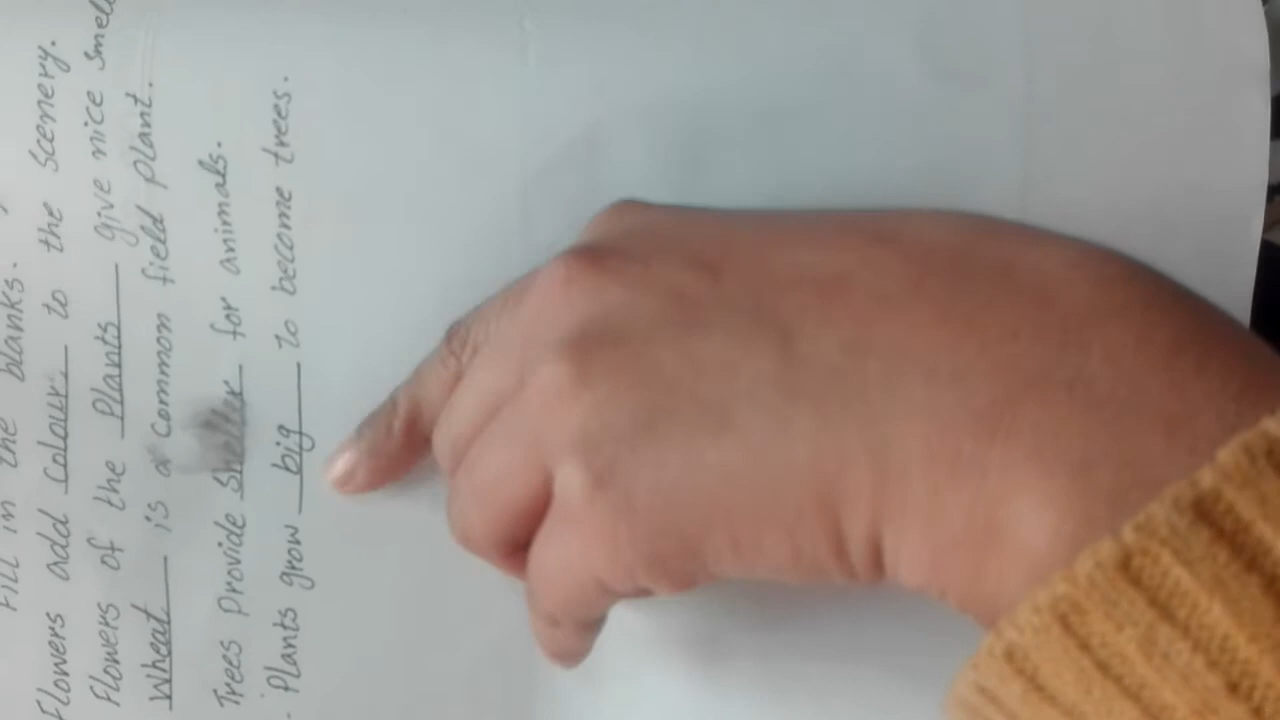 Fill in the blanks.
Flowers add Colour. to the scenery.
Flowers of the Plants give nice smell
Wheat is a common field plant.
Trees Provide Shelter for animals.
. Plants grow big to become trees.